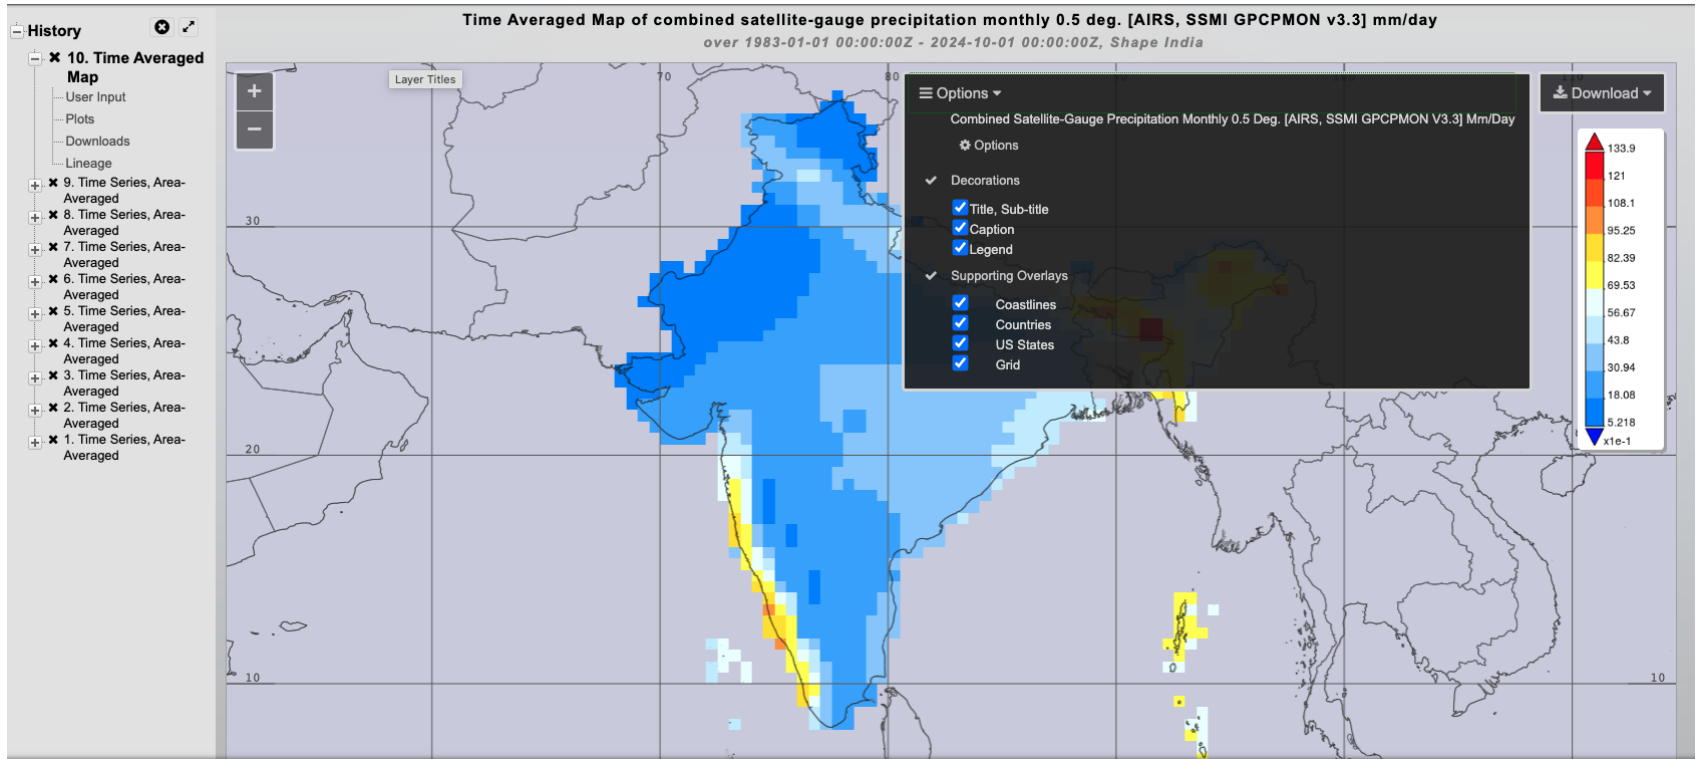 Time Averaged Map of combined satellite-gauge precipitation monthly 0.5 deg. [AIRS, SSMI GPCPMON v3.3] mm/day
over 1983-01-01 00:00:00Z - 2024-10-01 00:00:00Z, Shape India
History
10. Time Averaged
Map
User Input
Plots
Downloads
Lineage
9. Time Series, Area-
Averaged
8. Time Series, Area-
Averaged
7. Time Series, Area-
Averaged
6. Time Series, Area-
Averaged
5. Time Series, Area-
Averaged
4. Time Series, Area-
Averaged
3. Time Series, Area-
Averaged
2. Time Series, Area-
Averaged
1. Time Series, Area-
Averaged
+
−
Layer Titles
70
80
110
30
20
10
10
Options
Combined Satellite-Gauge Precipitation Monthly 0.5 Deg. [AIRS, SSMI GPCPMON V3.3] Mm/Day
Options
Decorations
Title, Sub-title
Caption
Legend
Supporting Overlays
Coastlines
Countries
US States
Grid
Download
133.9
121
108.1
95.25
82.39
69.53
56.67
43.8
30.94
18.08
5.218
x1e-1